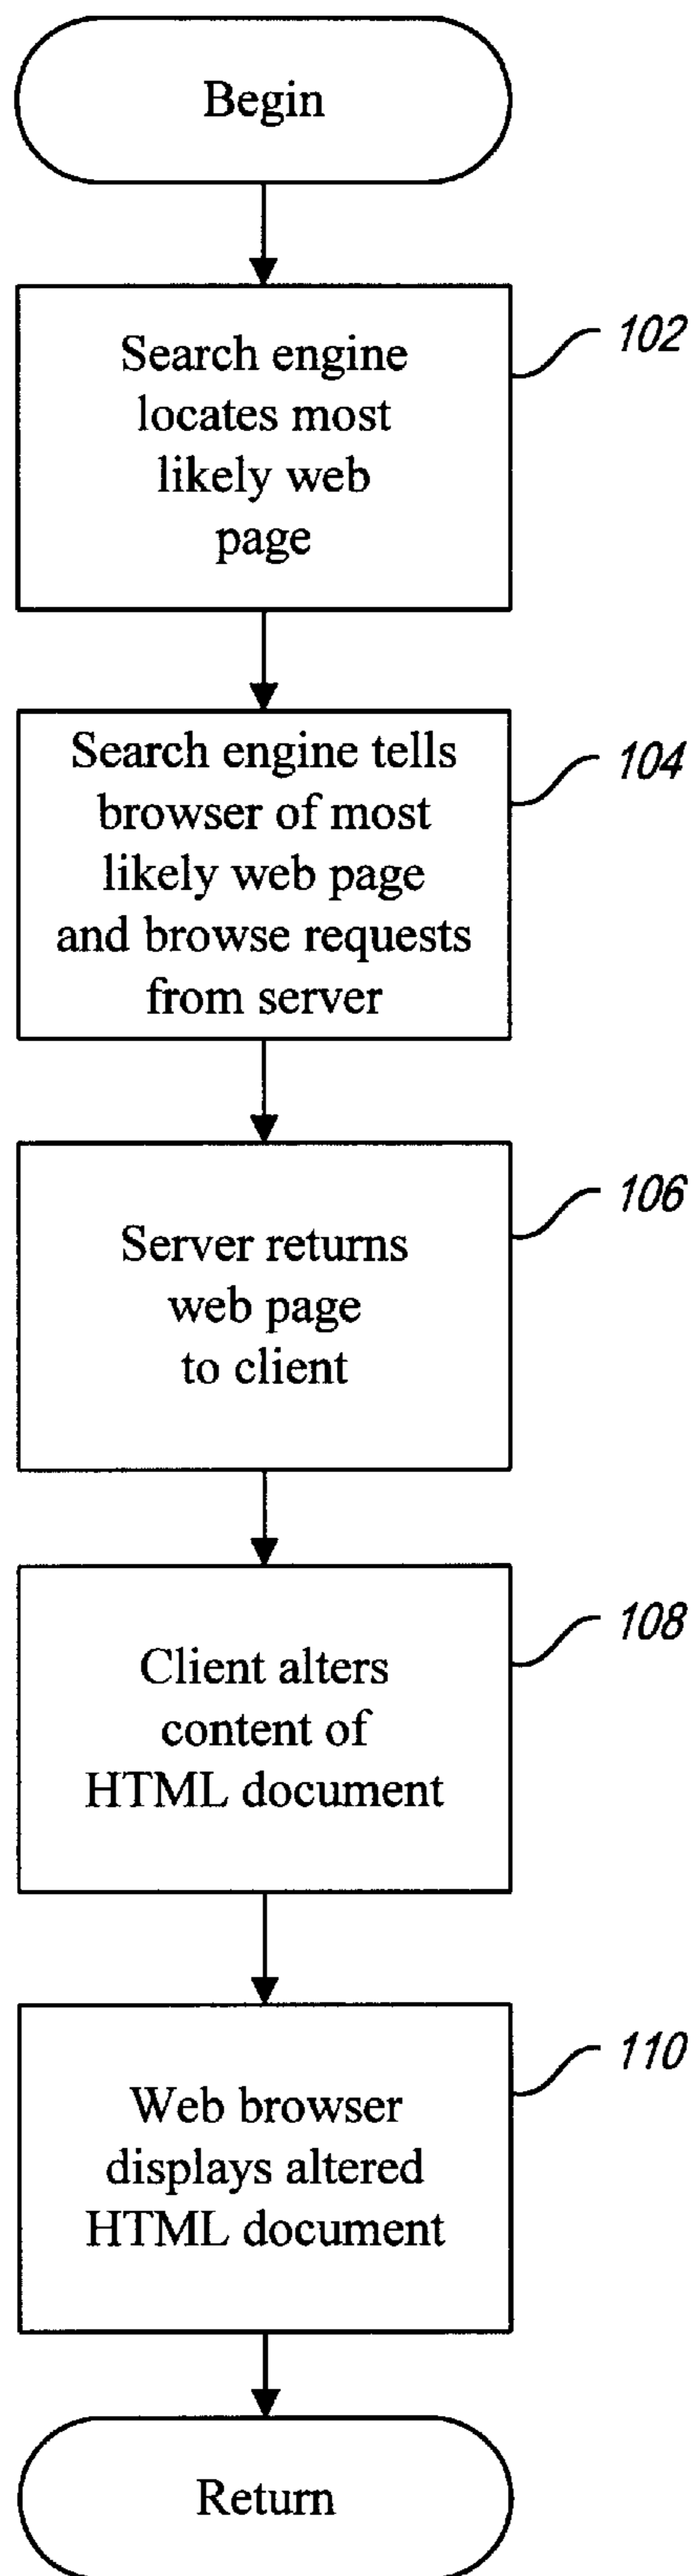 Begin
Search engine
locates most
likely web
page
102
Search engine tells
browser of most
likely web page
and browse requests
from server
104
Server returns
web page
to client
106
Client alters
content of
HTML document
108
Web browser
displays altered
HTML document
110
Return